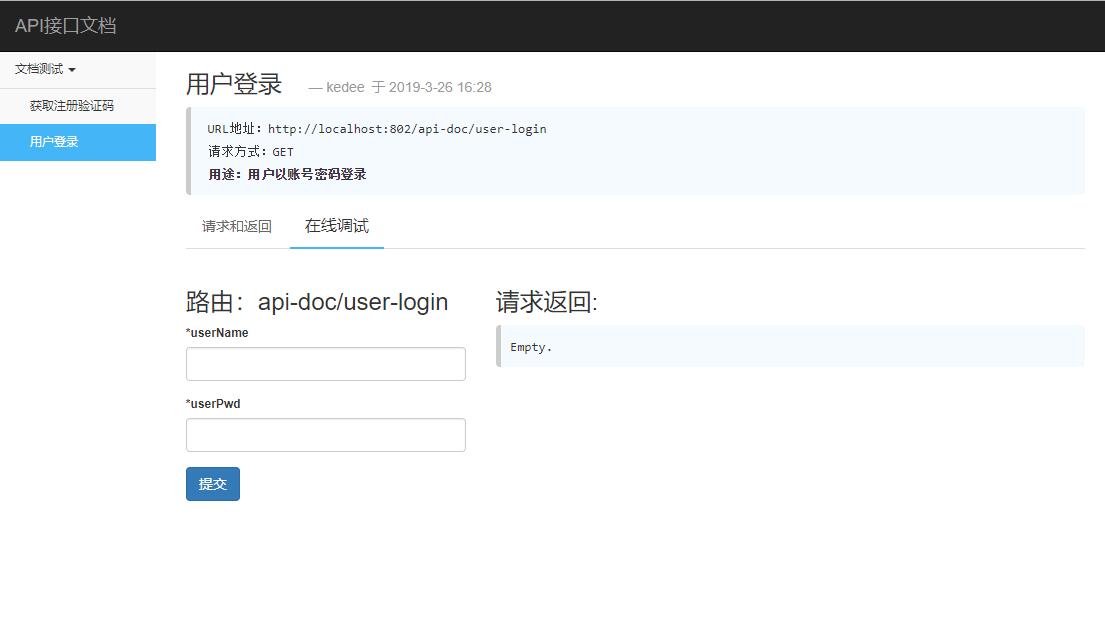 API接口文档
文档测试
获取注册验证码
用户登录
用户登录 — kedee 于 2019-3-26 16:28
URL地址：http://localhost:802/api-doc/user-login
请求方式：GET
用途：用户以账号密码登录
请求和返回 在线调试
路由：api-doc/user-login
*userName
*userPwd
提交
请求返回:
Empty.